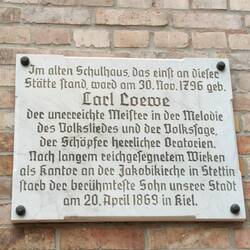 Im alten Schulhaus, das einst an dieser
Stätte stand, ward am 30. Nov. 1796 geb.
Carl Loewe
der unerreichte Meister in der Melodie
des Volksliedes und der Volkssage,
der Schöpfer herrlicher Oratorien.
Nach langem reichgesegnetem Wirken
als Kantor an der Jakobikirche in Stettin
starb der berühmteste Sohn unsrer Stadt
am 20. April 1869 in Kiel.